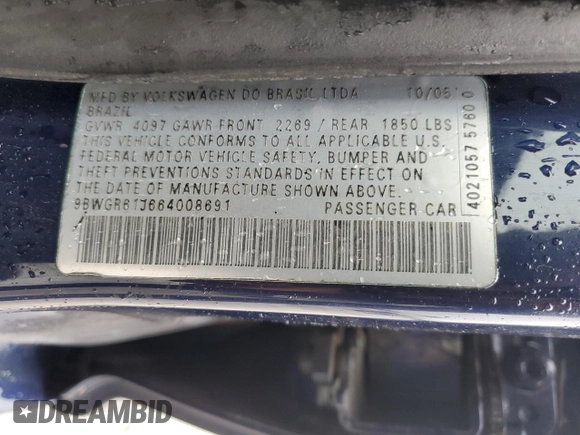 MFD BY VOLKSWAGEN DO BRASIL LTDA 10/05
BRAZIL
GVWR 4097 GAWR FRONT 2269 / REAR 1850 LBS
THIS VEHICLE CONFORMS TO ALL APPLICABLE U.S.
FEDERAL MOTOR VEHICLE SAFETY, BUMPER AND
THEFT PREVENTIONS STANDARDS IN EFFECT ON
THE DATE OF MANUFACTURE SHOWN ABOVE.
9BWGR61J664008691 PASSENGER CAR
4021057 57600
DREAMBID